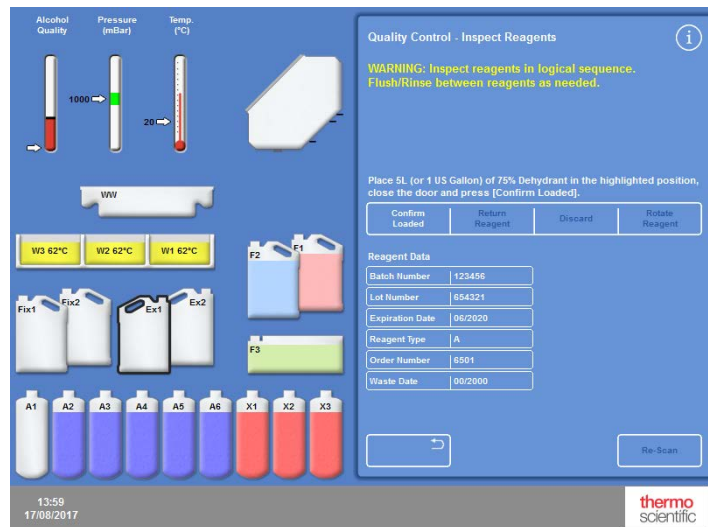 Alcohol Quality
Pressure (mBar)
Temp. (°C)
1000
20
WW
W3 62°C
W2 62°C
W1 62°C
F2
F1
Fix1
Fix2
Ex1
Ex2
F3
A1
A2
A3
A4
A5
A6
X1
X2
X3
Quality Control - Inspect Reagents
i
WARNING: Inspect reagents in logical sequence.
Flush/Rinse between reagents as needed.
Place 5L (or 1 US Gallon) of 75% Dehydrant in the highlighted position,
close the door and press [Confirm Loaded].
Confirm Loaded
Return Reagent
Discard
Rotate Reagent
Reagent Data
Batch Number 123456
Lot Number 654321
Expiration Date 06/2020
Reagent Type A
Order Number 6501
Waste Date 00/2000
Re-Scan
13:59
17/08/2017
thermo
scientific